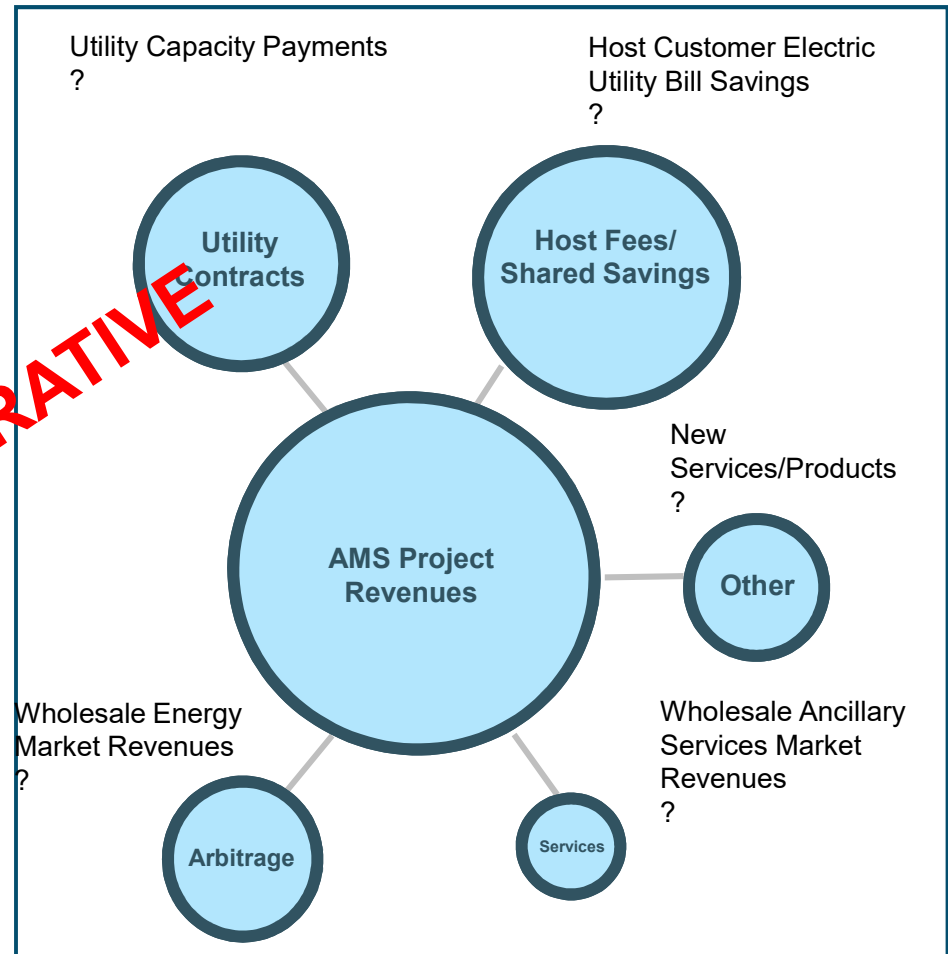 Utility Capacity Payments
?
Host Customer Electric
Utility Bill Savings
?
Utility
Contracts
Host Fees/
Shared Savings
RATIVE
New
Services/Products
?
AMS Project
Revenues
Other
Wholesale Energy
Market Revenues
?
Wholesale Ancillary
Services Market
Revenues
?
Arbitrage
Services